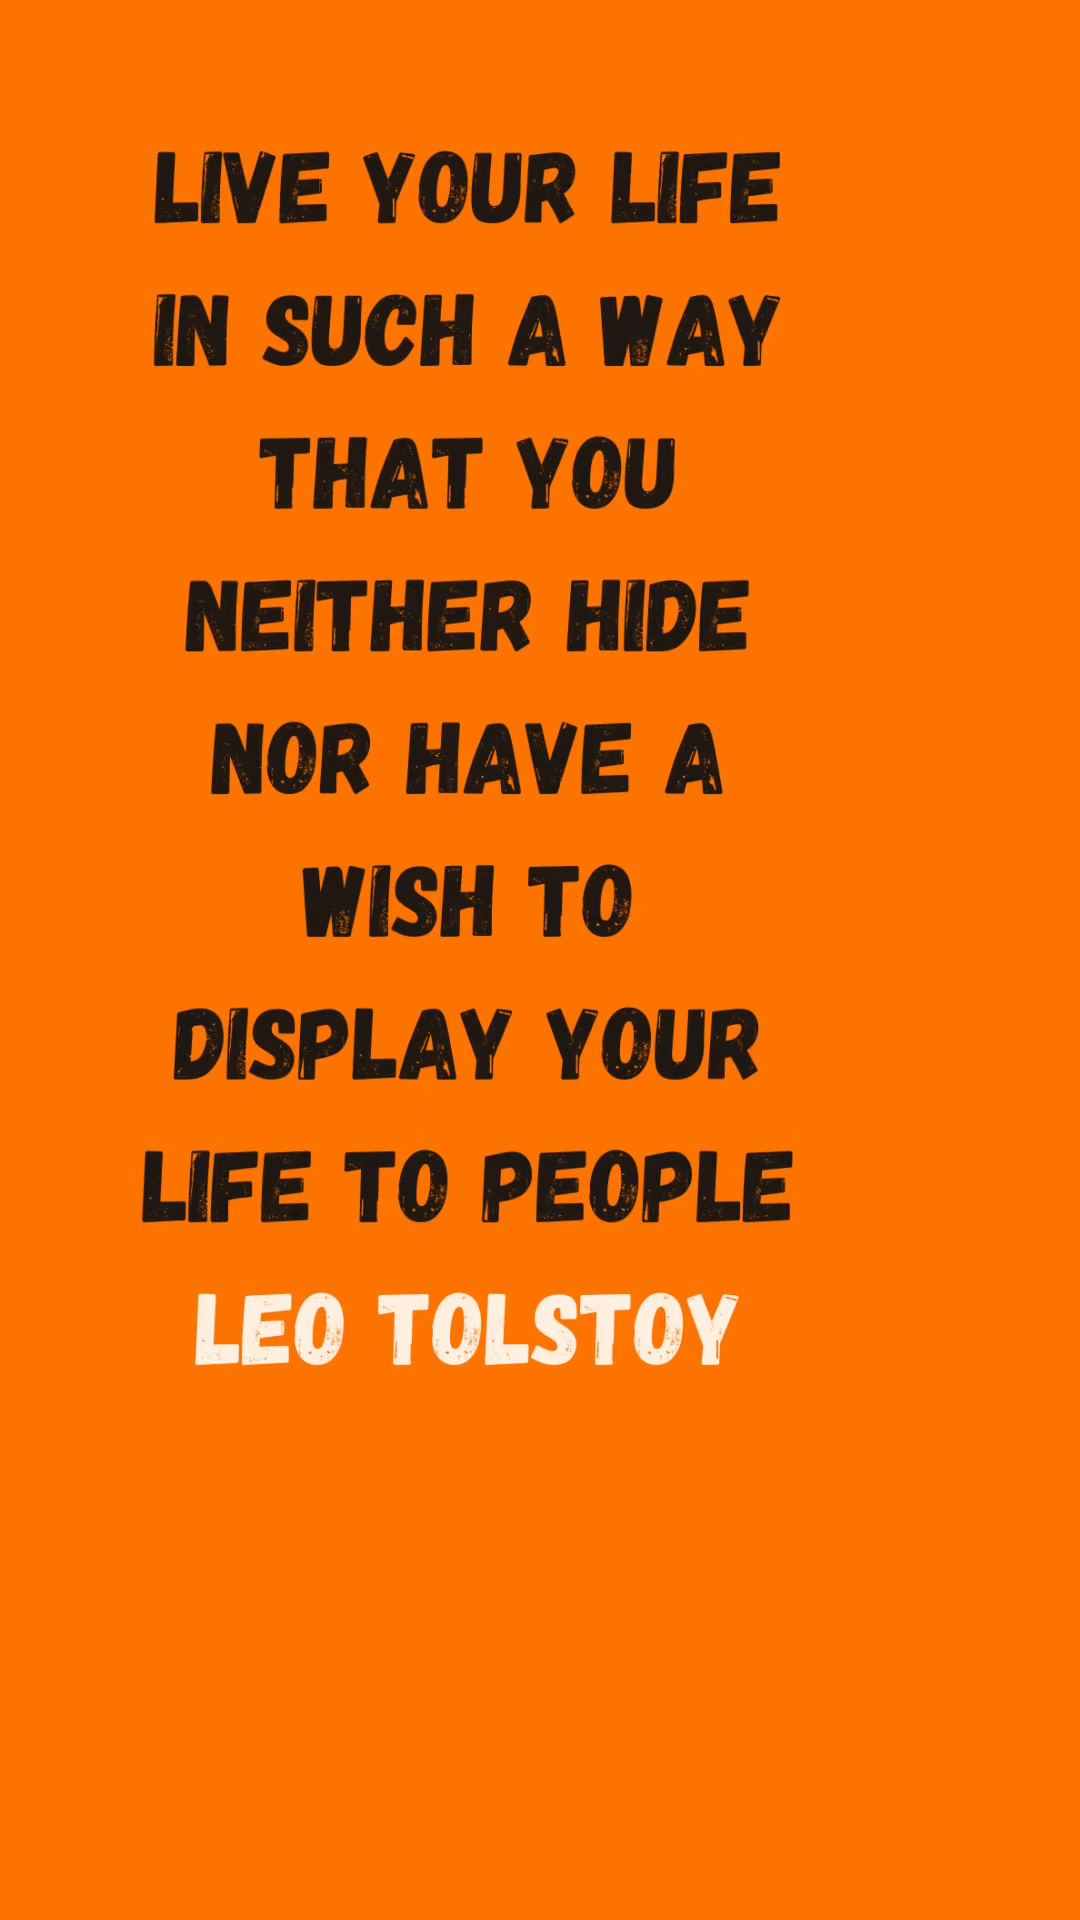 LIVE YOUR LIFE
IN SUCH A WAY
THAT YOU
NEITHER HIDE
NOR HAVE A
WISH TO
DISPLAY YOUR
LIFE TO PEOPLE
LEO TOLSTOY